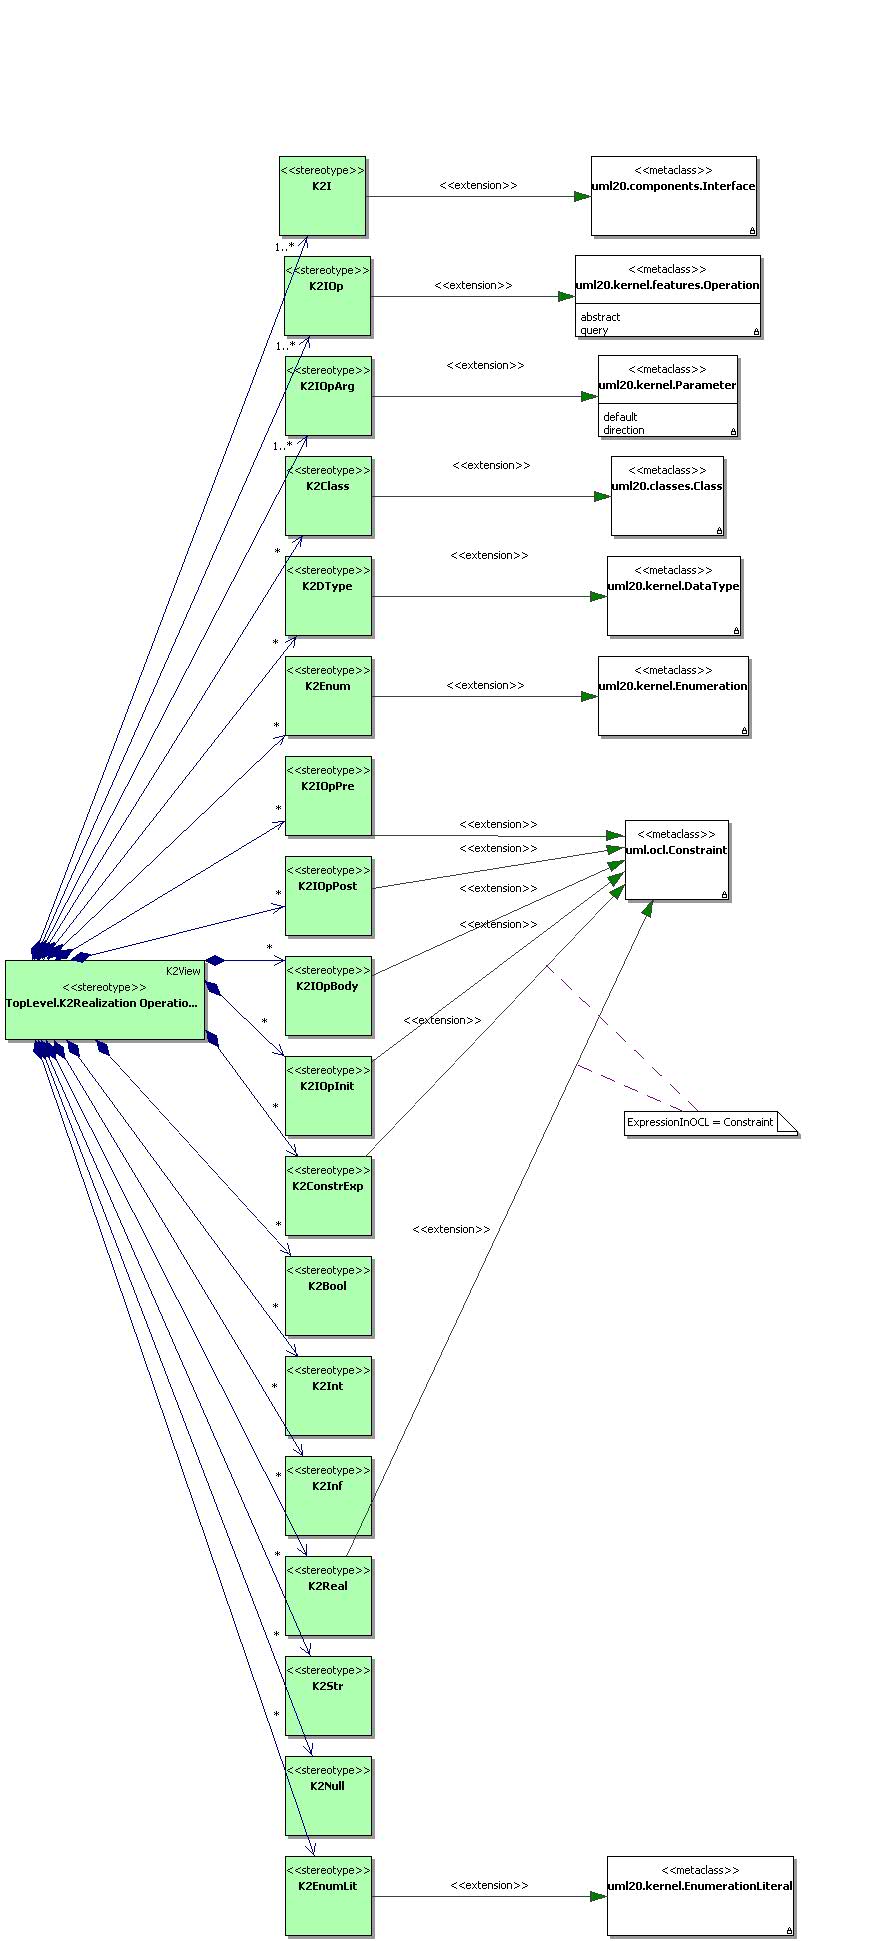 <<stereotype>>
K2I
<<extension>>
<<metaclass>>
uml20.components.Interface
1..*
<<stereotype>>
K2IOp
<<extension>>
<<metaclass>>
uml20.kernel.features.Operation
abstract
query
1..*
<<stereotype>>
K2IOpArg
<<extension>>
<<metaclass>>
uml20.kernel.Parameter
default
direction
1..*
<<stereotype>>
K2Class
<<extension>>
<<metaclass>>
uml20.classes.Class
*
<<stereotype>>
K2DType
<<extension>>
<<metaclass>>
uml20.kernel.DataType
*
<<stereotype>>
K2Enum
<<extension>>
<<metaclass>>
uml20.kernel.Enumeration
*
<<stereotype>>
K2IOpPre
*
<<extension>>
<<metaclass>>
uml.ocl.Constraint
<<extension>>
<<stereotype>>
K2IOpPost
*
<<extension>>
<<extension>>
K2View
<<stereotype>>
TopLevel.K2Realization Operatio...
*
<<stereotype>>
K2IOpBody
*
<<extension>>
<<stereotype>>
K2IOpInit
*
ExpressionInOCL = Constraint
<<stereotype>>
K2ConstrExp
*
<<extension>>
<<stereotype>>
K2Bool
*
<<stereotype>>
K2Int
*
<<stereotype>>
K2Inf
*
<<stereotype>>
K2Real
*
<<stereotype>>
K2Str
*
<<stereotype>>
K2Null
*
<<stereotype>>
K2EnumLit
<<extension>>
<<metaclass>>
uml20.kernel.EnumerationLiteral